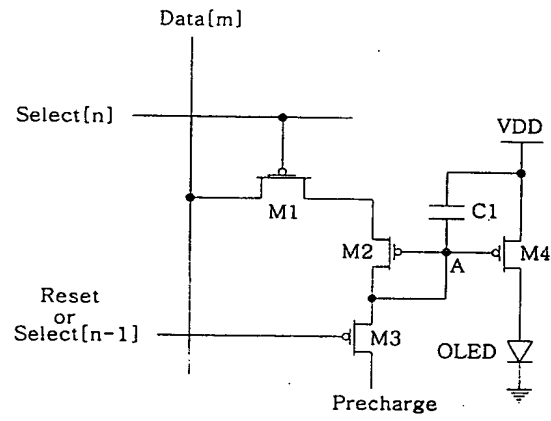 Data[m]
Select[n]
VDD
M1
C1
M2
A
M4
Reset
or
Select[n-1]
M3
OLED
Precharge